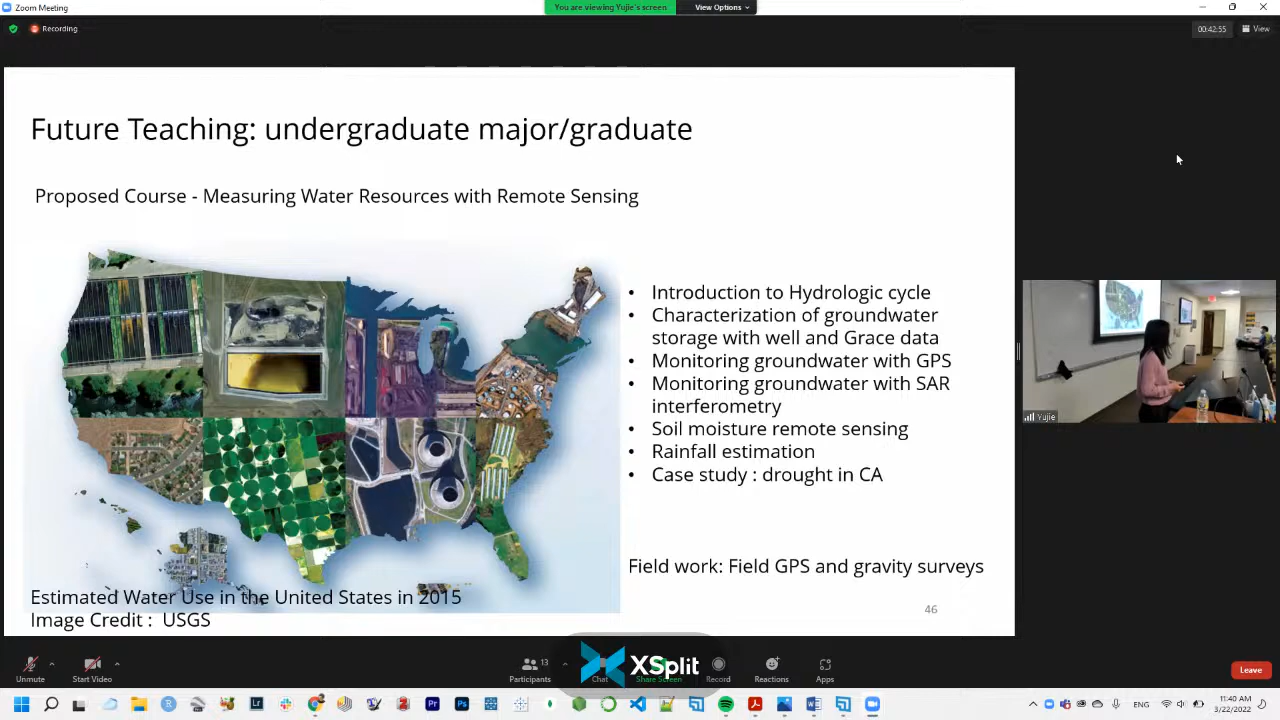 Zoom Meeting
You are viewing Yujie's screen
View Options
Recording
00:42:55
View
Future Teaching: undergraduate major/graduate
Proposed Course - Measuring Water Resources with Remote Sensing
• Introduction to Hydrologic cycle
• Characterization of groundwater
storage with well and Grace data
• Monitoring groundwater with GPS
• Monitoring groundwater with SAR
interferometry
• Soil moisture remote sensing
• Rainfall estimation
• Case study : drought in CA
Yujie
Field work: Field GPS and gravity surveys
Estimated Water Use in the United States in 2015
Image Credit : USGS
46
XSplit
Unmute
Start Video
13
Participants
Chat
Share Screen
Record
Reactions
Apps
Leave
ENG
11:40 AM
3/22/2022